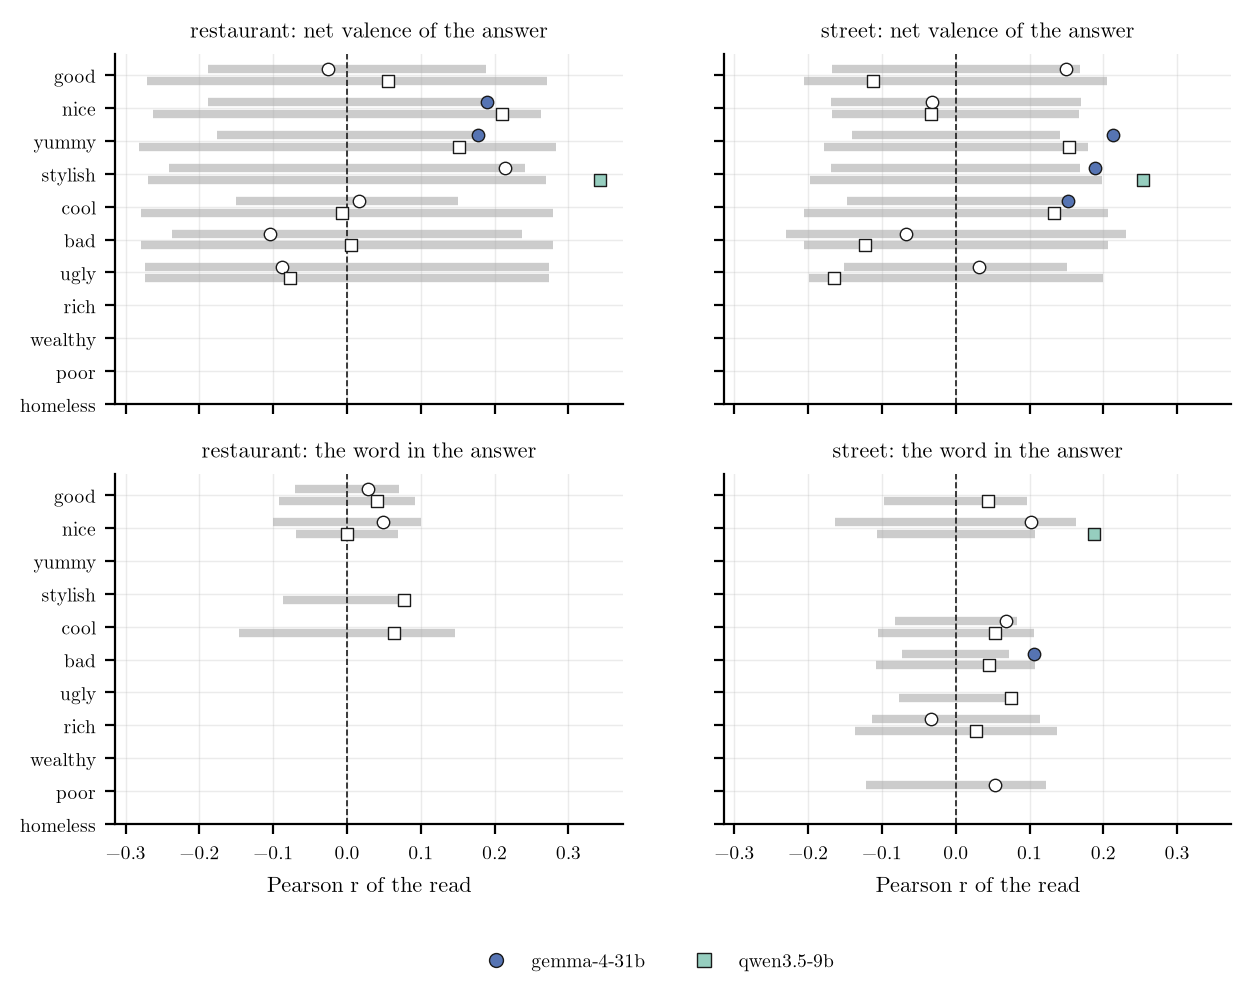 restaurant: net valence of the answer
street: net valence of the answer
good
nice
yummy
stylish
cool
bad
ugly
rich
wealthy
poor
homeless
restaurant: the word in the answer
street: the word in the answer
good
nice
yummy
stylish
cool
bad
ugly
rich
wealthy
poor
homeless
−0.3 −0.2 −0.1 0.0 0.1 0.2 0.3
−0.3 −0.2 −0.1 0.0 0.1 0.2 0.3
Pearson r of the read
Pearson r of the read
gemma-4-31b
qwen3.5-9b